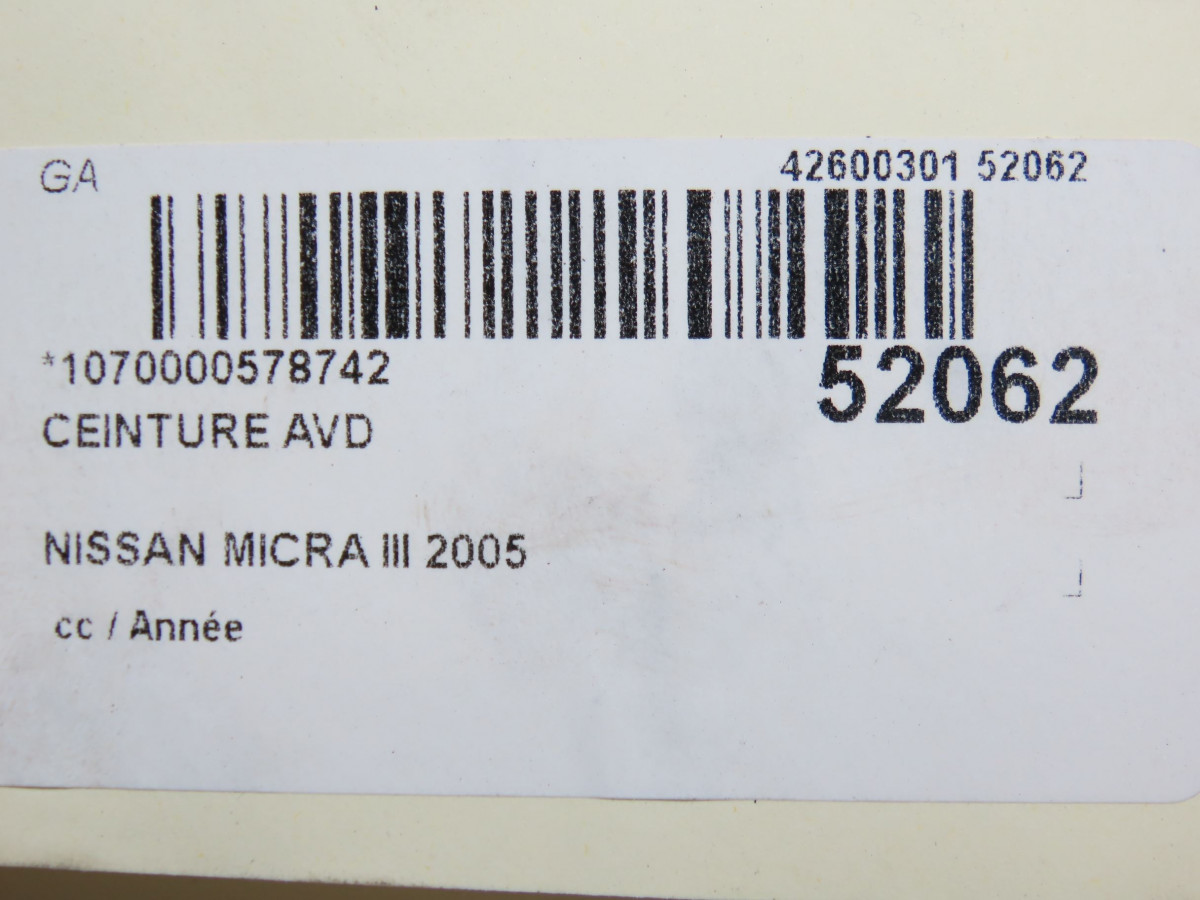 GA
42600301 52062
*1070000578742
52062
CEINTURE AVD
NISSAN MICRA III 2005
cc / Année